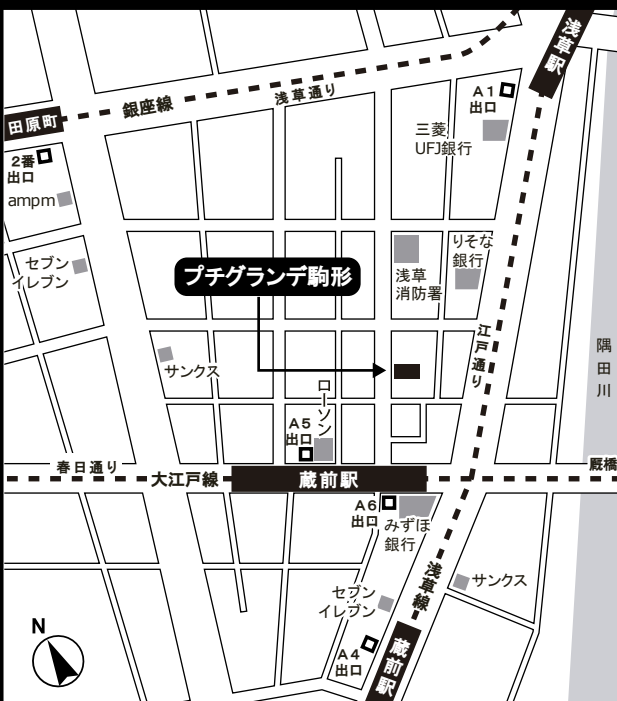 浅草駅
A1
出口
浅草通り
銀座線
田原町
三菱
UFJ銀行
2番
出口
ampm
セブン
イレブン
りそな
銀行
浅草
消防署
プチグランデ駒形
江戸通り
隅田川
サンクス
ローソン
A5
出口
春日通り
大江戸線
蔵前駅
厩橋
A6
出口
みずほ
銀行
浅草線
サンクス
セブン
イレブン
A4
出口
蔵前駅
N